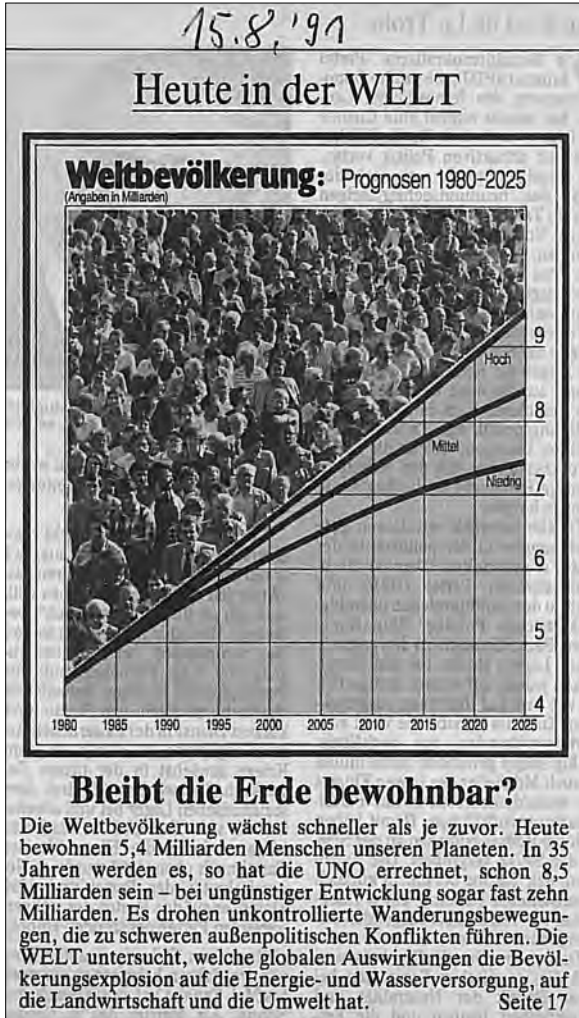 15.8.'91
Heute in der WELT
Weltbevölkerung: Prognosen 1980-2025
(Angaben in Milliarden)
9
Hoch
8
Mittel
7
Niedrig
6
5
4
1980 1985 1990 1995 2000 2005 2010 2015 2020 2025
Bleibt die Erde bewohnbar?
Die Weltbevölkerung wächst schneller als je zuvor. Heute
bewohnen 5,4 Milliarden Menschen unseren Planeten. In 35
Jahren werden es, so hat die UNO errechnet, schon 8,5
Milliarden sein – bei ungünstiger Entwicklung sogar fast zehn
Milliarden. Es drohen unkontrollierte Wanderungsbewegun-
gen, die zu schweren außenpolitischen Konflikten führen. Die
WELT untersucht, welche globalen Auswirkungen die Bevöl-
kerungsexplosion auf die Energie- und Wasserversorgung, auf
die Landwirtschaft und die Umwelt hat. Seite 17